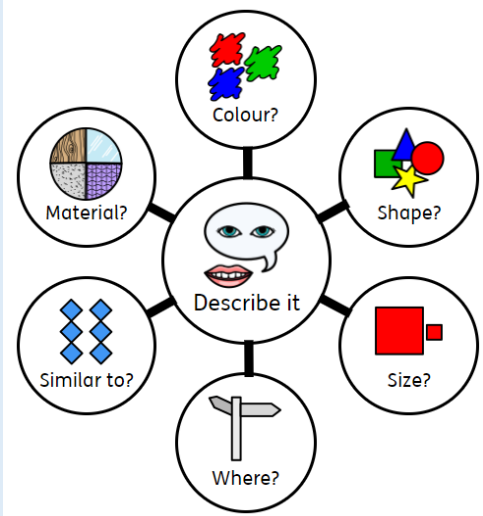 Colour?
Material?
Shape?
Describe it
Similar to?
Size?
Where?